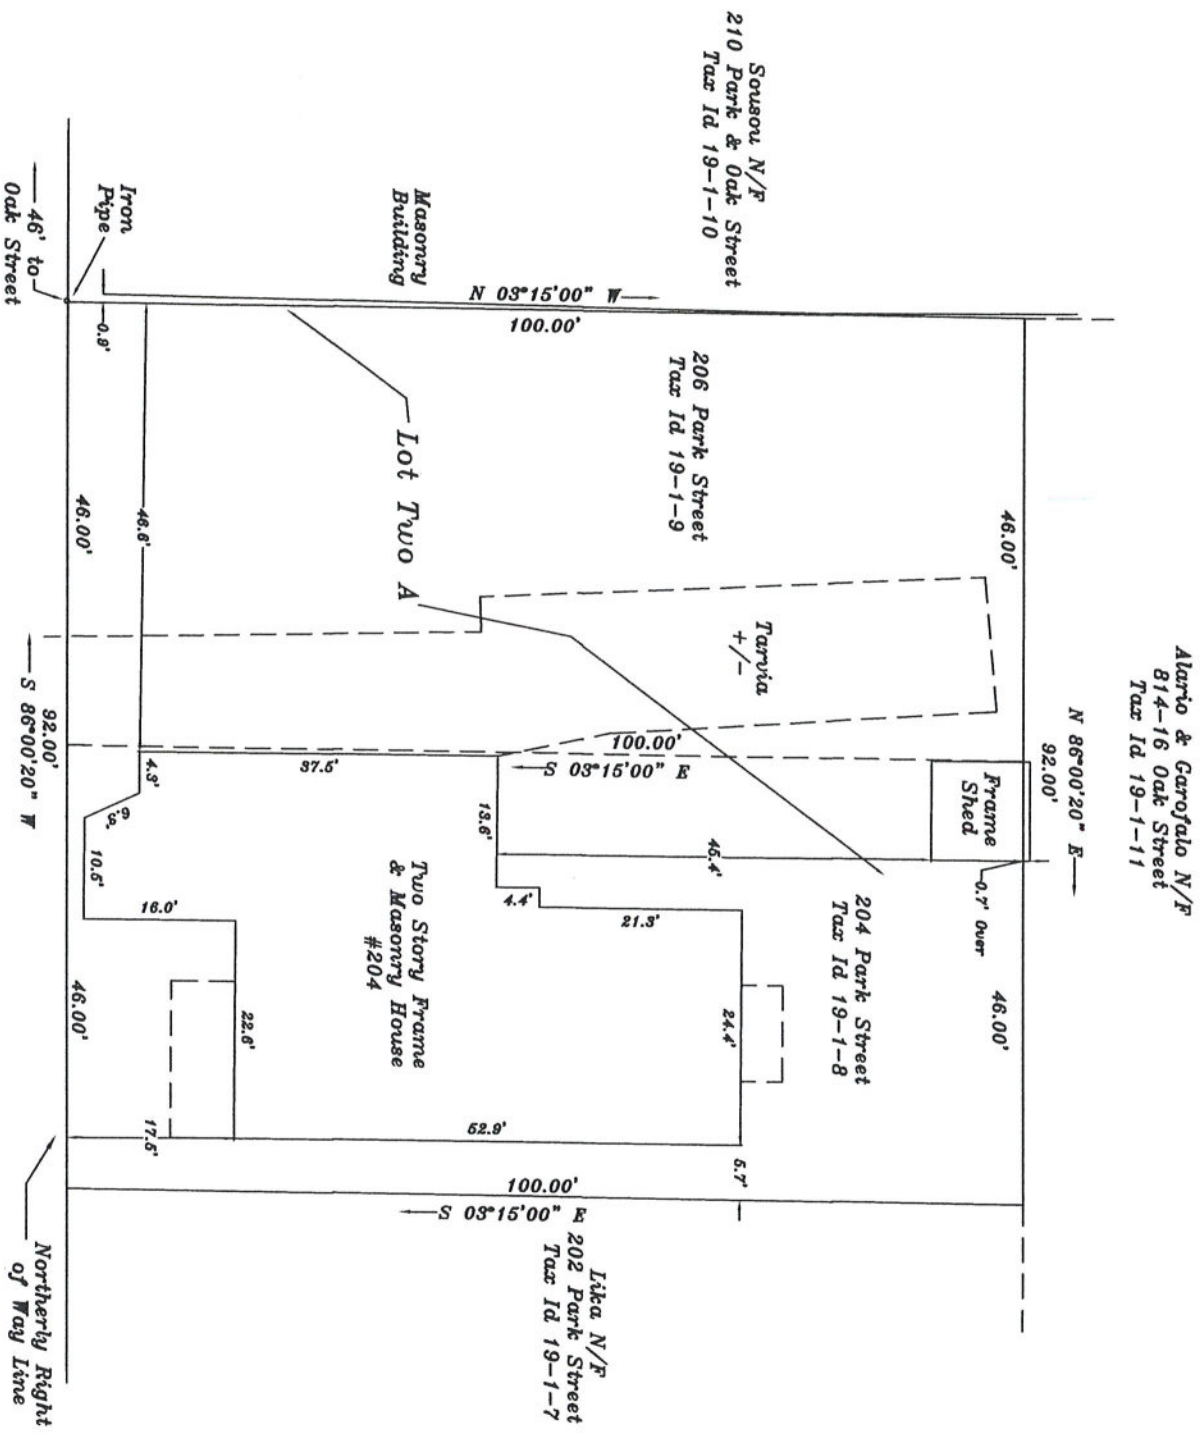 Alario & Garofalo N/F
814-16 Oak Street
Tax Id 19-1-11
N 86°00'20" E
92.00'
Sousou N/F
210 Park & Oak Street
Tax Id 19-1-10
46.00'
46.00'
Frame
Shed
0.7' Over
206 Park Street
Tax Id 19-1-9
Tarvia
+/-
204 Park Street
Tax Id 19-1-8
N 03°15'00" W
100.00'
100.00'
S 03°15'00" E
45.4'
Masonry
Building
Lot Two A
37.5'
13.6'
4.4'
21.3'
24.4'
5.7'
Two Story Frame
& Masonry House
#204
52.9'
100.00'
S 03°15'00" E
Lika N/F
202 Park Street
Tax Id 19-1-7
Iron
Pipe
0.8'
46.6'
4.3'
6.3'
10.5'
16.0'
22.6'
17.5'
46.00'
46.00'
46' to
Oak Street
92.00'
S 86°00'20" W
Northerly Right
of Way Line